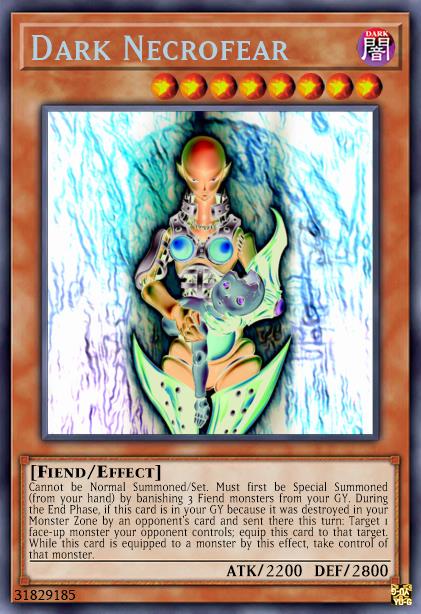 DARK NECROFEAR
DARK
闇
[FIEND/EFFECT]
Cannot be Normal Summoned/Set. Must first be Special Summoned
(from your hand) by banishing 3 Fiend monsters from your GY. During
the End Phase, if this card is in your GY because it was destroyed in your
Monster Zone by an opponent's card and sent there this turn: Target 1
face-up monster your opponent controls; equip this card to that target.
While this card is equipped to a monster by this effect, take control of
that monster.
ATK/2200 DEF/2800
31829185